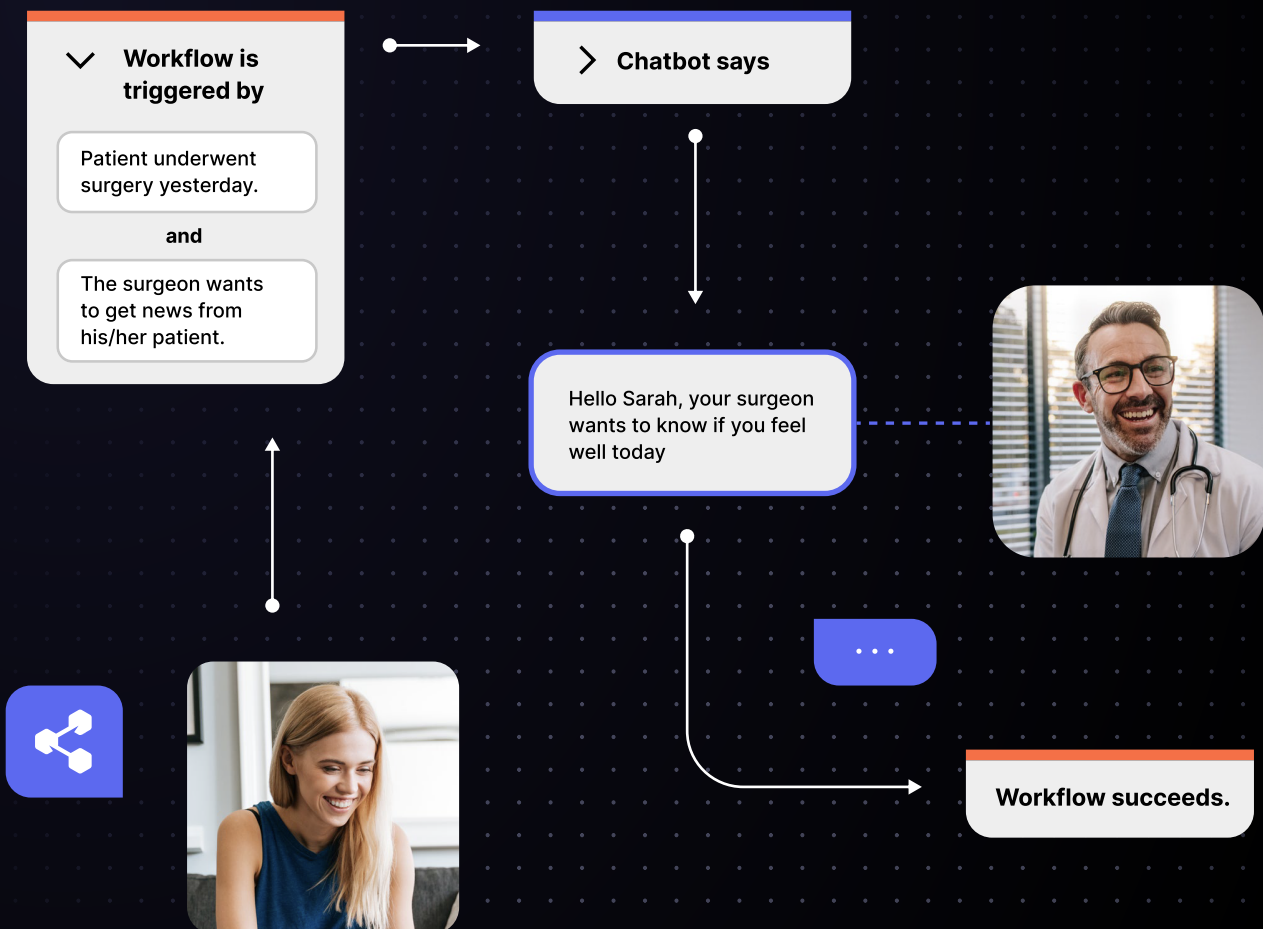 Workflow is
triggered by
Patient underwent
surgery yesterday.
and
The surgeon wants
to get news from
his/her patient.
Chatbot says
Hello Sarah, your surgeon
wants to know if you feel
well today
Workflow succeeds.